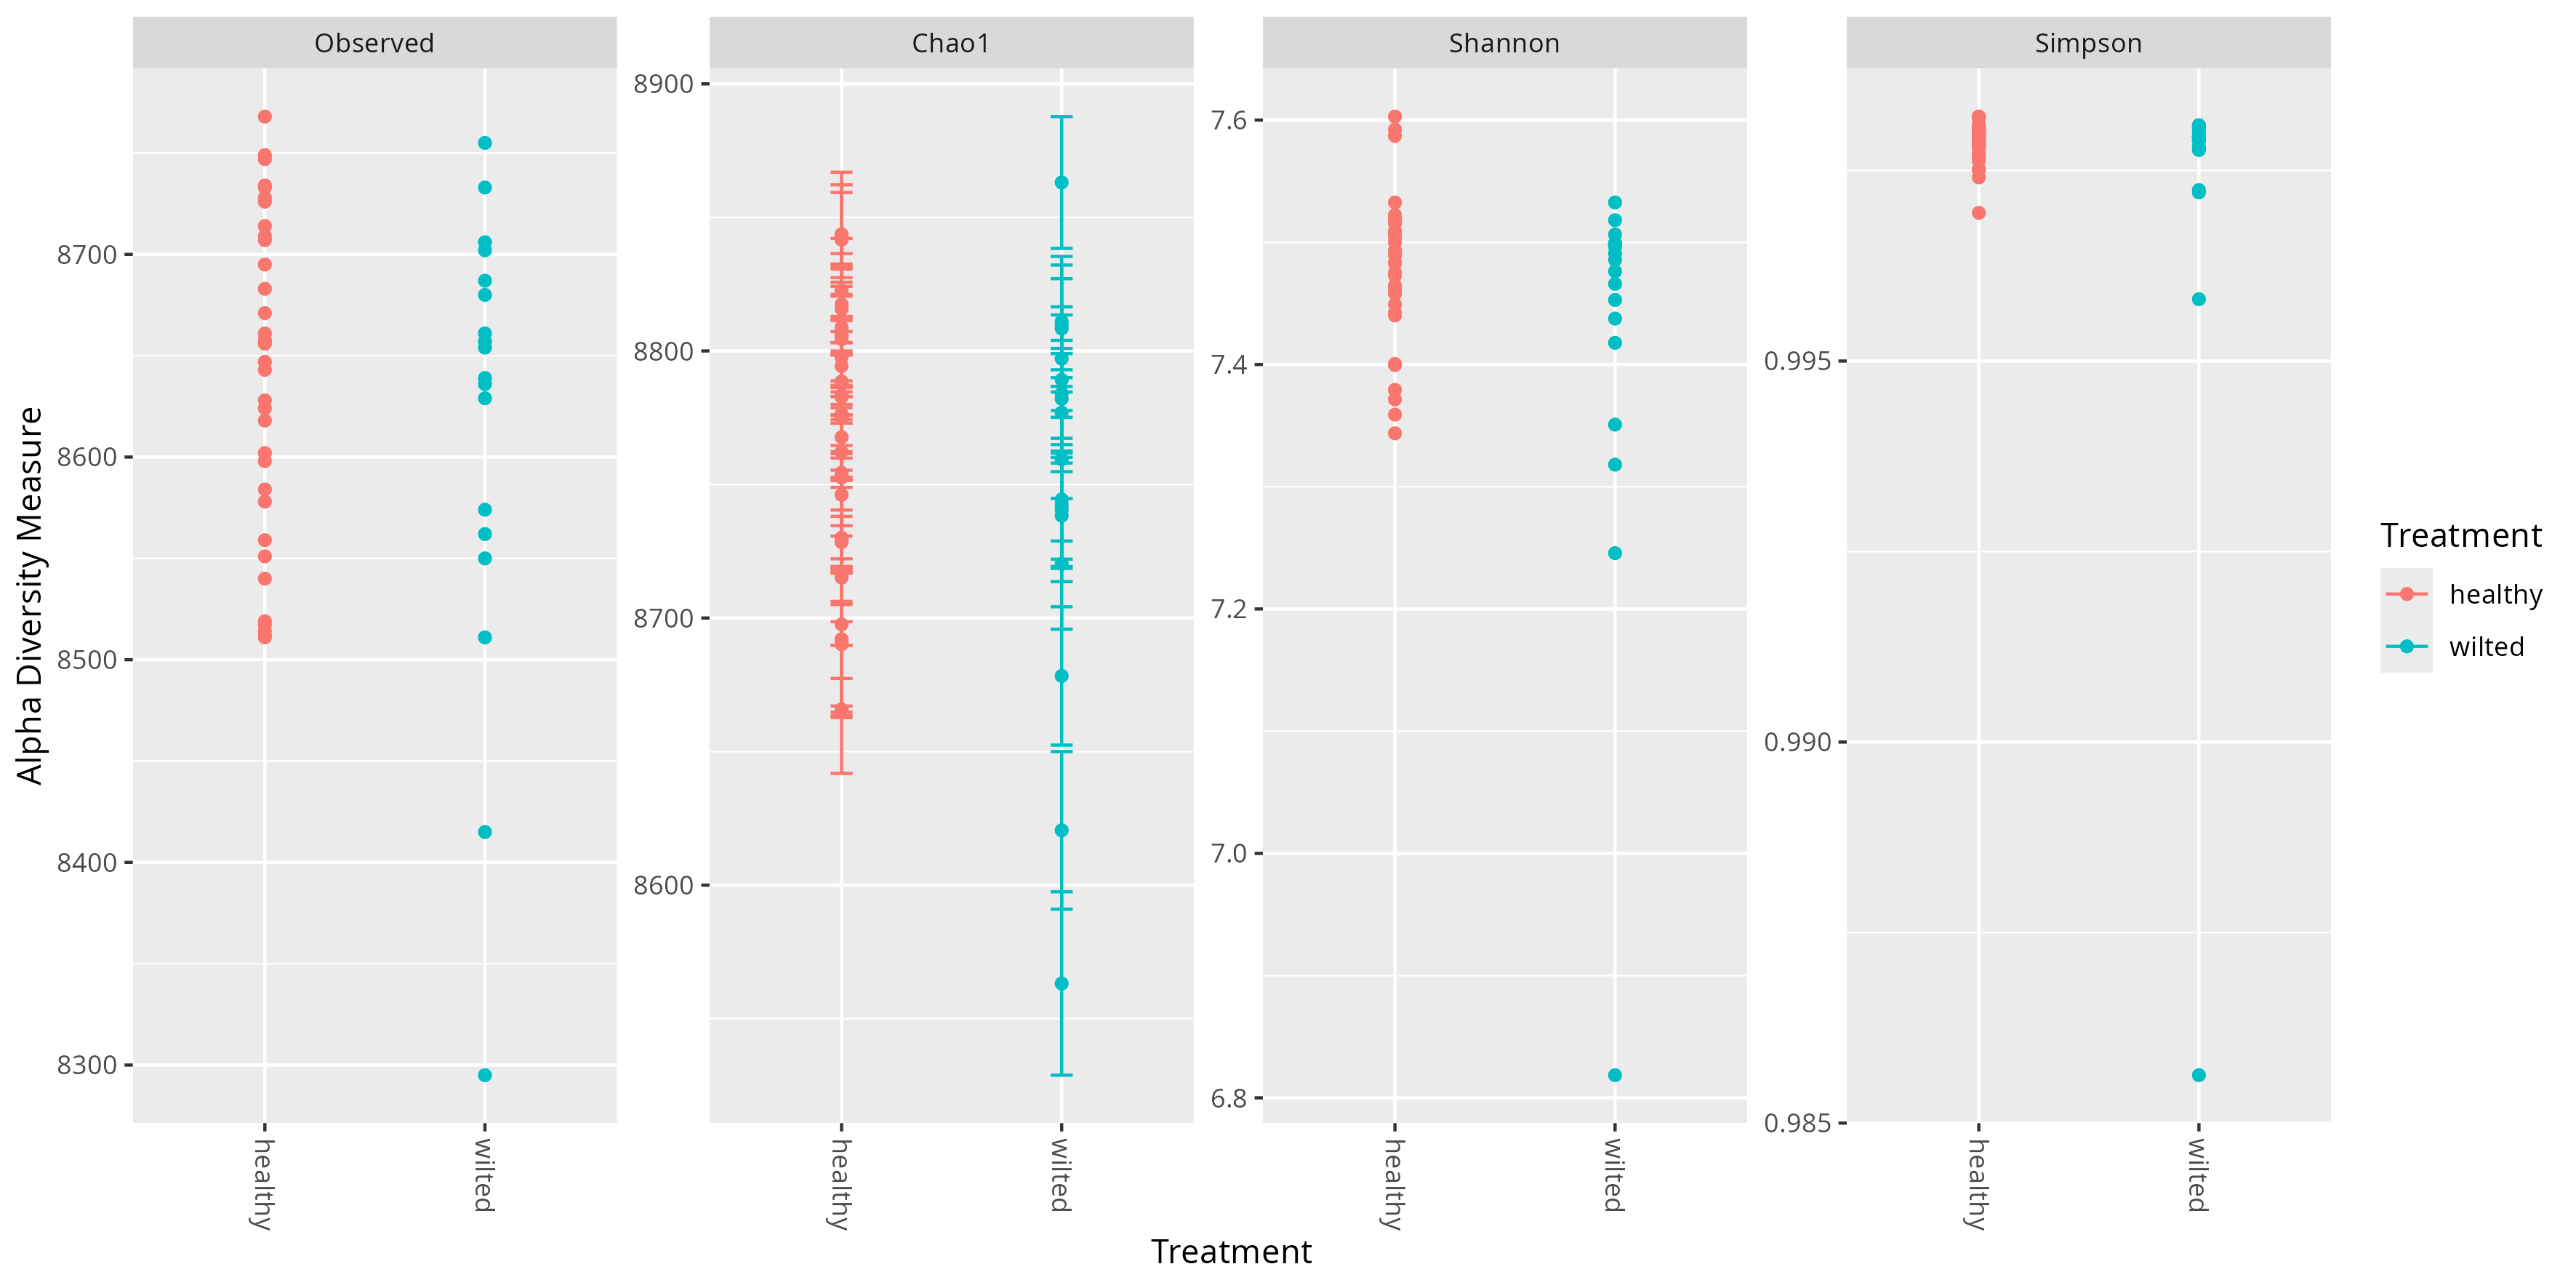 Observed
Chao1
Shannon
Simpson
Alpha Diversity Measure
8700
8600
8500
8400
8300
8900
8800
8700
8600
7.6
7.4
7.2
7.0
6.8
0.995
0.990
0.985
healthy
wilted
healthy
wilted
healthy
wilted
healthy
wilted
Treatment
Treatment
healthy
wilted